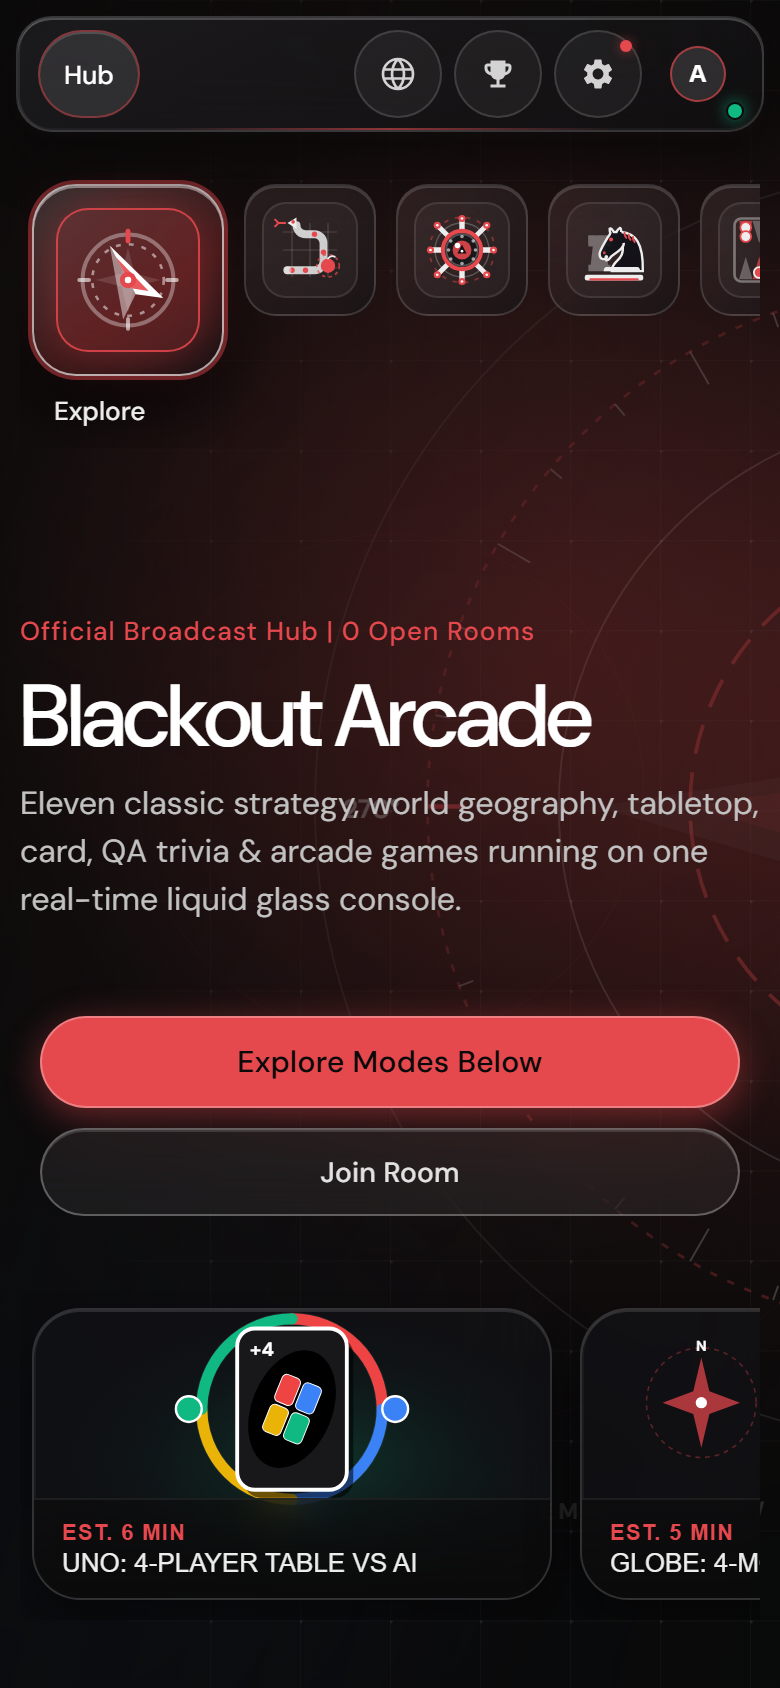 Hub
A
Explore
Official Broadcast Hub | 0 Open Rooms
Blackout Arcade
Eleven classic strategy, world geography, tabletop,
card, QA trivia & arcade games running on one
real-time liquid glass console.
Explore Modes Below
Join Room
+4
N
M
EST. 6 MIN
UNO: 4-PLAYER TABLE VS AI
EST. 5 MIN
GLOBE: 4-M